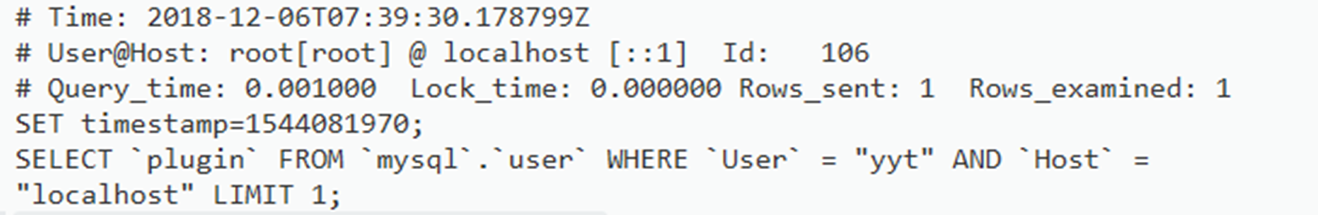 # Time: 2018-12-06T07:39:30.178799Z
# User@Host: root[root] @ localhost [::1]  Id:   106
# Query_time: 0.001000  Lock_time: 0.000000 Rows_sent: 1  Rows_examined: 1
SET timestamp=1544081970;
SELECT `plugin` FROM `mysql`.`user` WHERE `User` = "yyt" AND `Host` =
"localhost" LIMIT 1;